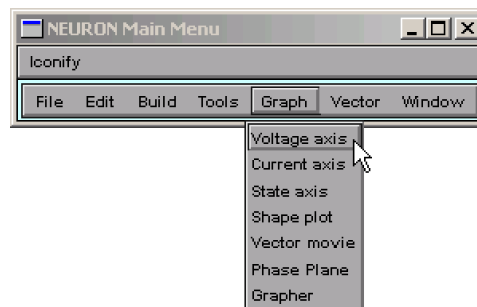 NEURON Main Menu
Iconify
File Edit Build Tools Graph Vector Window
Voltage axis
Current axis
State axis
Shape plot
Vector movie
Phase Plane
Grapher